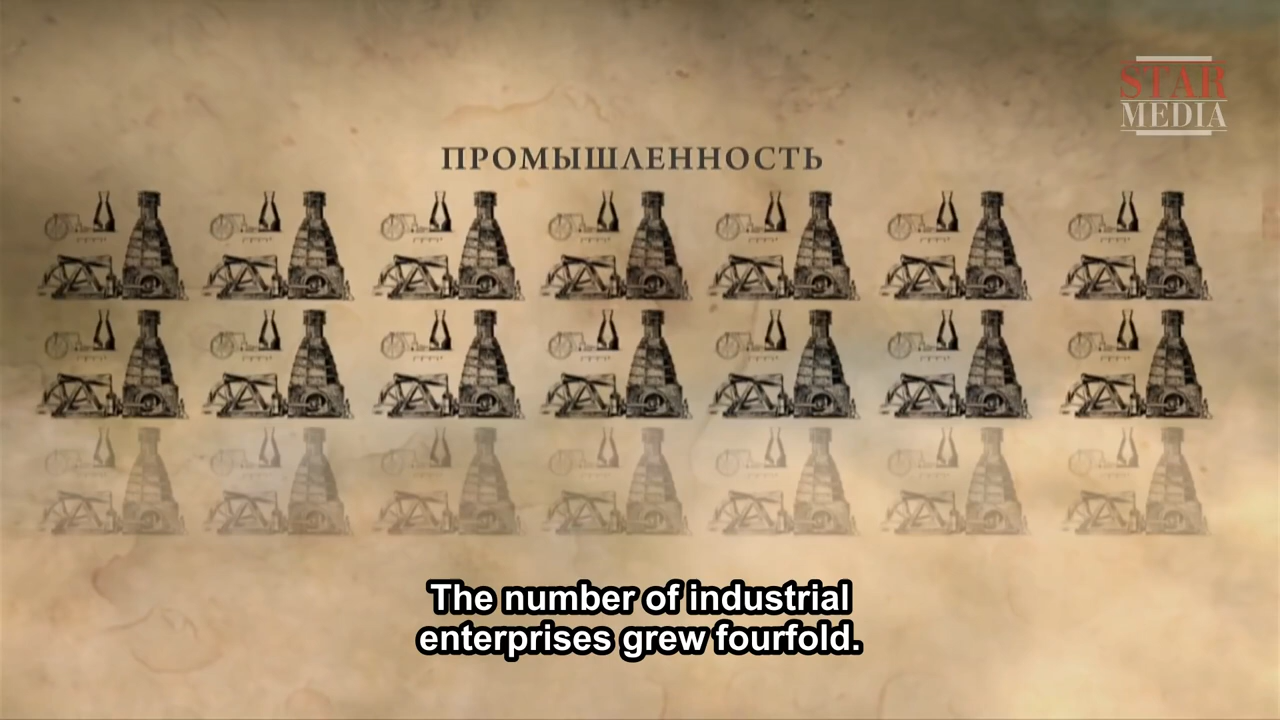 STAR
MEDIA
ПРОМЫШЛЕННОСТЬ
The number of industrial
enterprises grew fourfold.